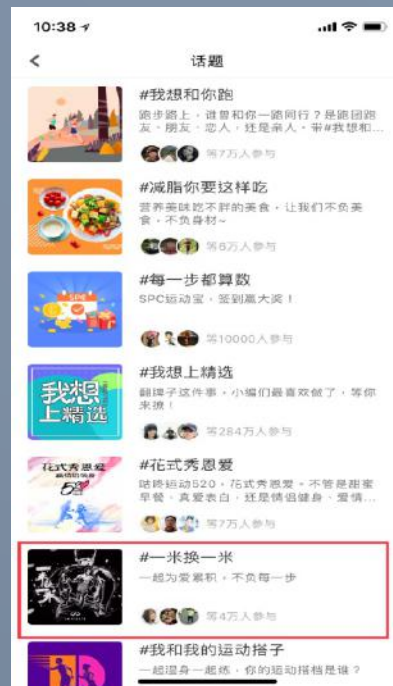 10:38
话题
#我想和你跑
跑步路上，谁曾和你一路同行？是跑团跑
友、朋友、恋人，还是亲人。带#我想和...
等7万人参与
#减脂你要这样吃
营养美味吃不胖的美食，让我们不负美
食，不负身材~
等6万人参与
#每一步都算数
SPC运动宝，签到赢大奖！
等10000人参与
我想
上精选
#我想上精选
翻牌子这件事，小编们最喜欢做了，等你
来撩！
等284万人参与
花式秀恩爱
#花式秀恩爱
咕咚运动520，花式秀恩爱。不管是甜蜜
早餐、真爱表白，还是情侣健身、爱情...
等7万人参与
#一米换一米
一起为爱累积，不负每一步
等4万人参与
#我和我的运动搭子
一起湿身一起练，你的运动搭档是谁？